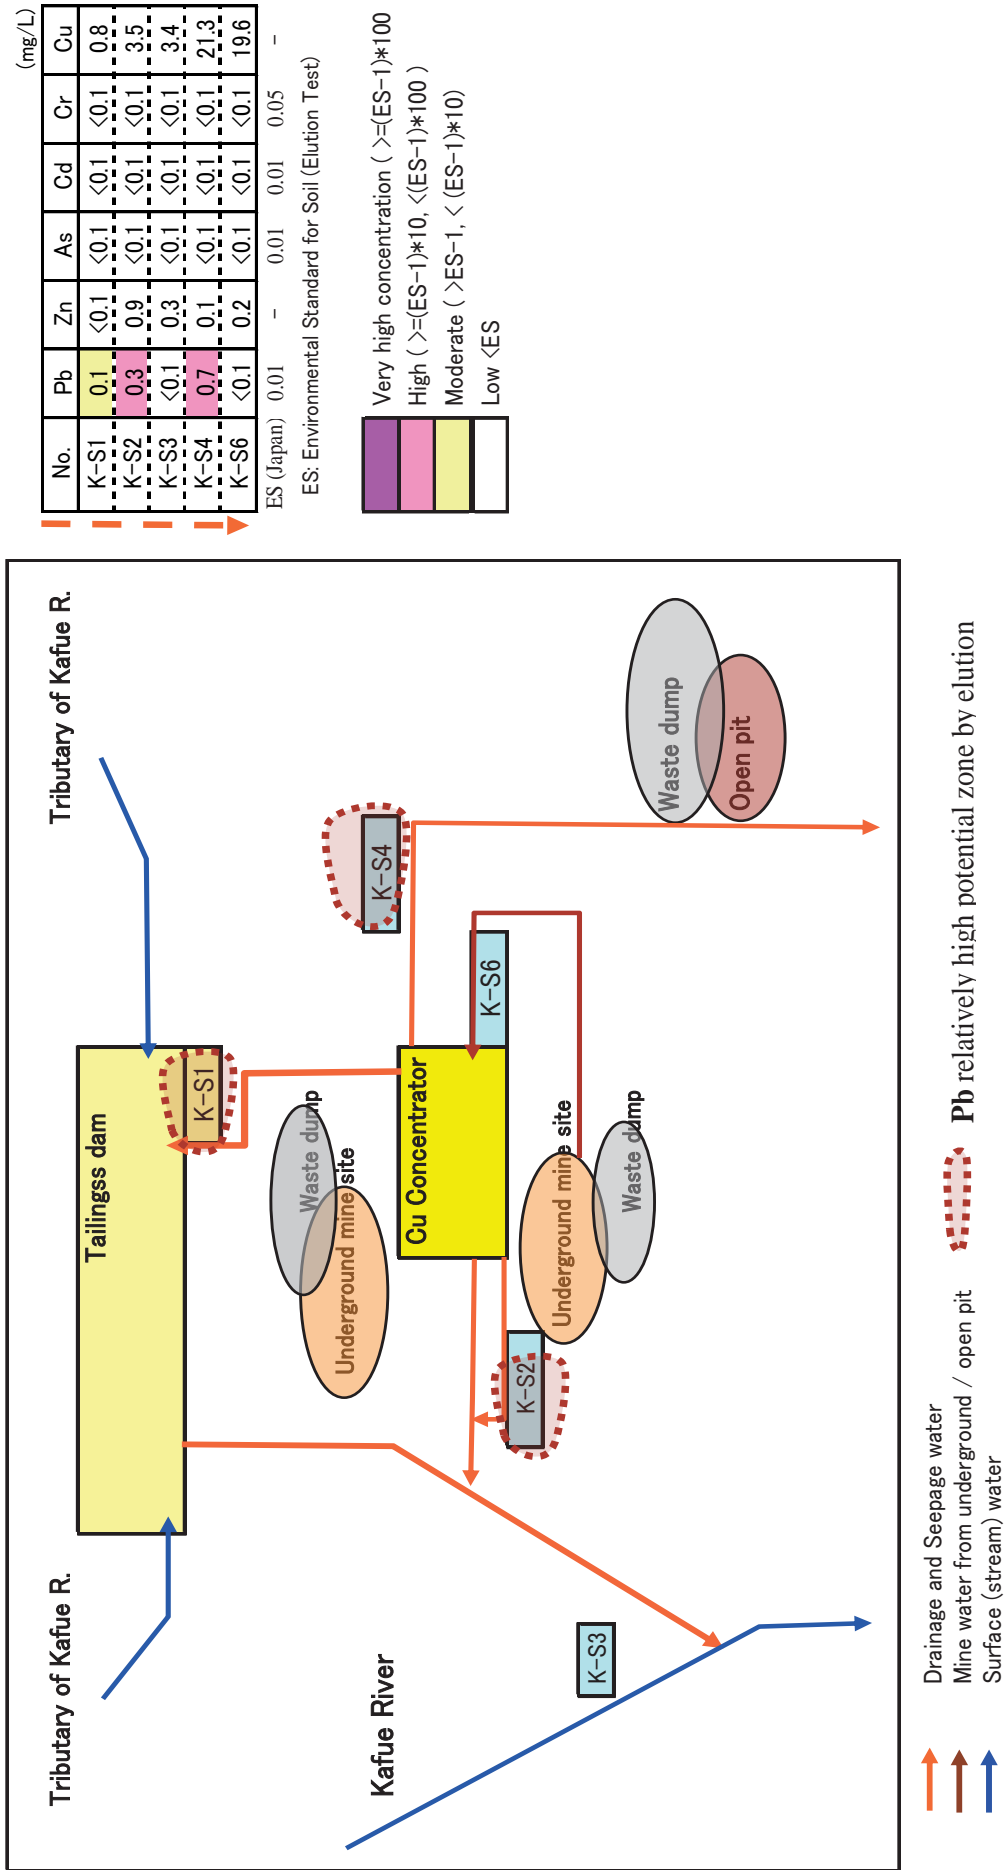 Tributary of Kafue R.
Tributary of Kafue R.
Tailingss dam
K-S1
Waste dump
Underground mine site
K-S4
Cu Concentrator
K-S6
K-S2
Underground mine site
Waste dump
Kafue River
K-S3
Waste dump
Open pit
Drainage and Seepage water
Mine water from underground / open pit
Surface (stream) water
Pb relatively high potential zone by elution
(mg/L)
No. Pb Zn As Cd Cr Cu
K-S1 0.1 <0.1 <0.1 <0.1 <0.1 0.8
K-S2 0.3 0.9 <0.1 <0.1 <0.1 3.5
K-S3 <0.1 0.3 <0.1 <0.1 <0.1 3.4
K-S4 0.7 0.1 <0.1 <0.1 <0.1 21.3
K-S6 <0.1 0.2 <0.1 <0.1 <0.1 19.6
ES (Japan) 0.01 - 0.01 0.01 0.05 -
ES: Environmental Standard for Soil (Elution Test)
Very high concentration ( >=(ES-1)*100
High ( >=(ES-1)*10, <(ES-1)*100 )
Moderate ( >ES-1, < (ES-1)*10)
Low <ES